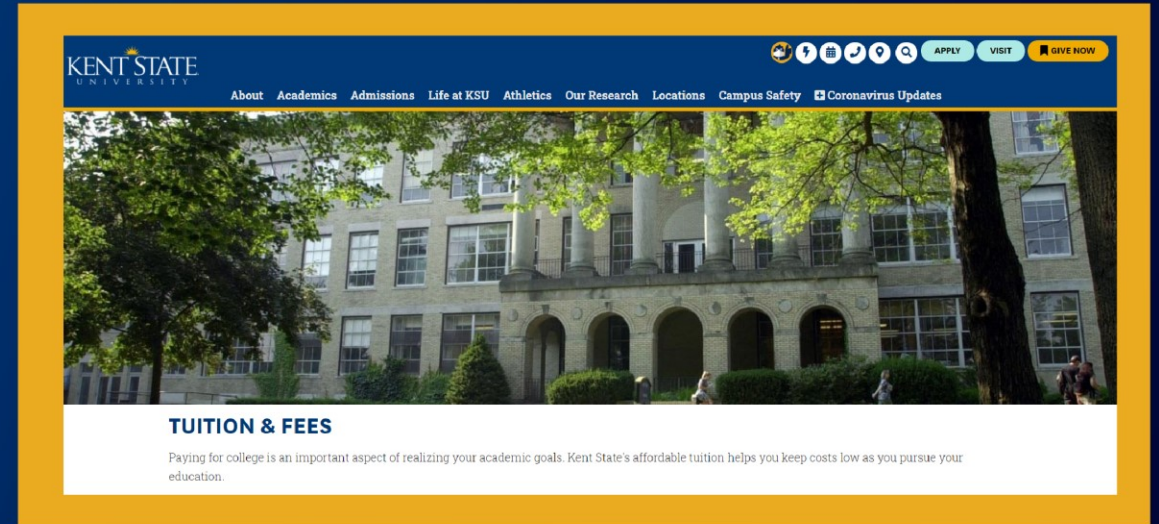 KENT STATE
UNIVERSITY
APPLY VISIT GIVE NOW
About Academics Admissions Life at KSU Athletics Our Research Locations Campus Safety Coronavirus Updates
TUITION & FEES
Paying for college is an important aspect of realizing your academic goals. Kent State's affordable tuition helps you keep costs low as you pursue your
education.